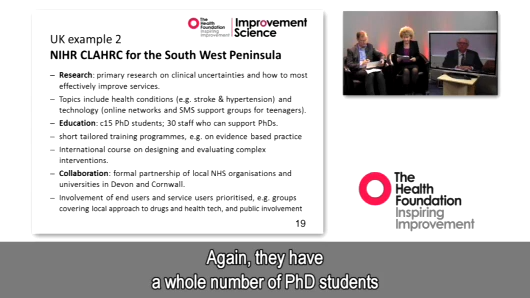 The
Health
Foundation
Inspiring
Improvement
Improvement
Science
UK example 2
NIHR CLAHRC for the South West Peninsula
– Research: primary research on clinical uncertainties and how to most
effectively improve services.
– Topics include health conditions (e.g. stroke & hypertension) and
technology (online networks and SMS support groups for teenagers).
– Education: c15 PhD students; 30 staff who can support PhDs.
– short tailored training programmes, e.g. on evidence based practice
– International course on designing and evaluating complex
interventions.
– Collaboration: formal partnership of local NHS organisations and
universities in Devon and Cornwall.
– Involvement of end users and service users prioritised, e.g. groups
covering local approach to drugs and health tech, and public involvement
19
The
Health
Foundation
Inspiring
Improvement
Again, they have
a whole number of PhD students